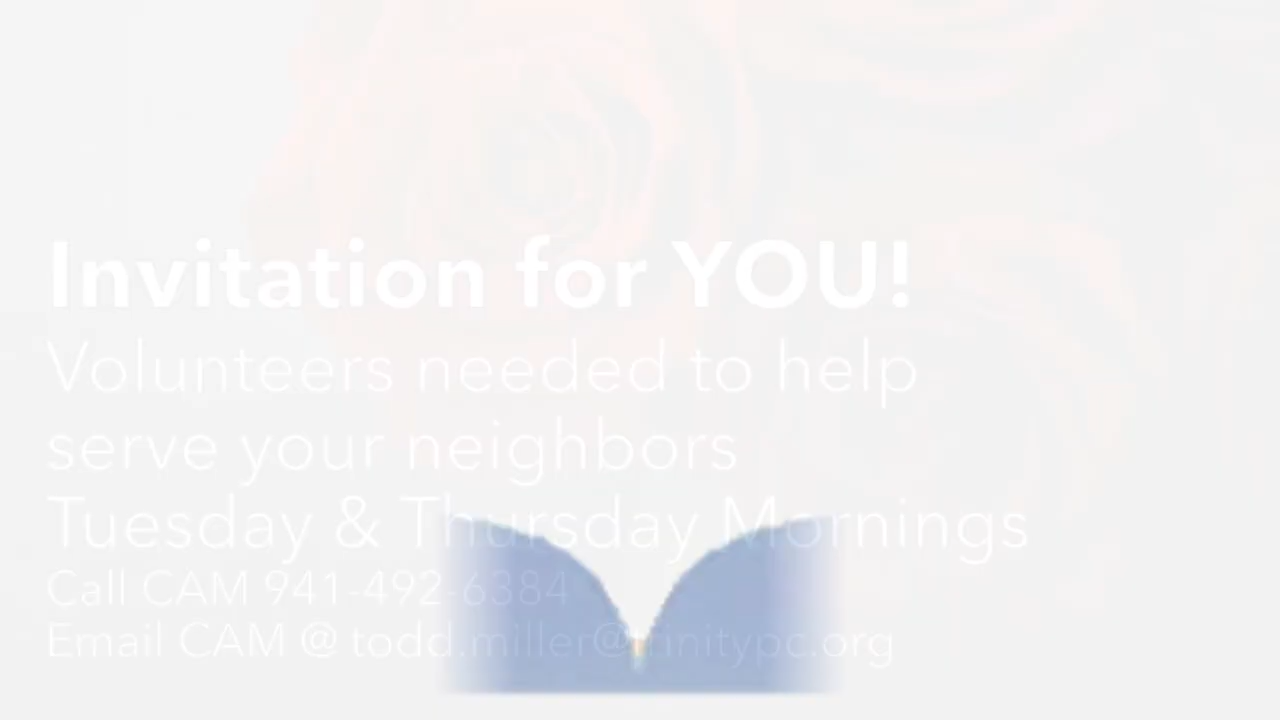 Invitation for YOU!
Volunteers needed to help
serve your neighbors
Tuesday & Thursday Mornings
Call CAM 941-492-6384
Email CAM @ todd.miller@trinitypc.org